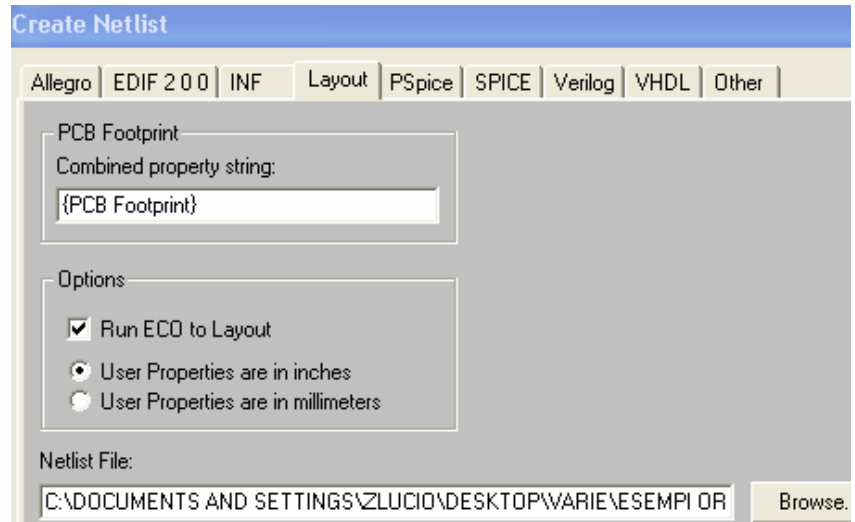 Create Netlist
Allegro EDIF 2 0 0 INF Layout PSpice SPICE Verilog VHDL Other
PCB Footprint
Combined property string:
{PCB Footprint}
Options
Run ECO to Layout
User Properties are in inches
User Properties are in millimeters
Netlist File:
C:\DOCUMENTS AND SETTINGS\ZLUCIO\DESKTOP\VARIE\ESEMPI OR Browse.